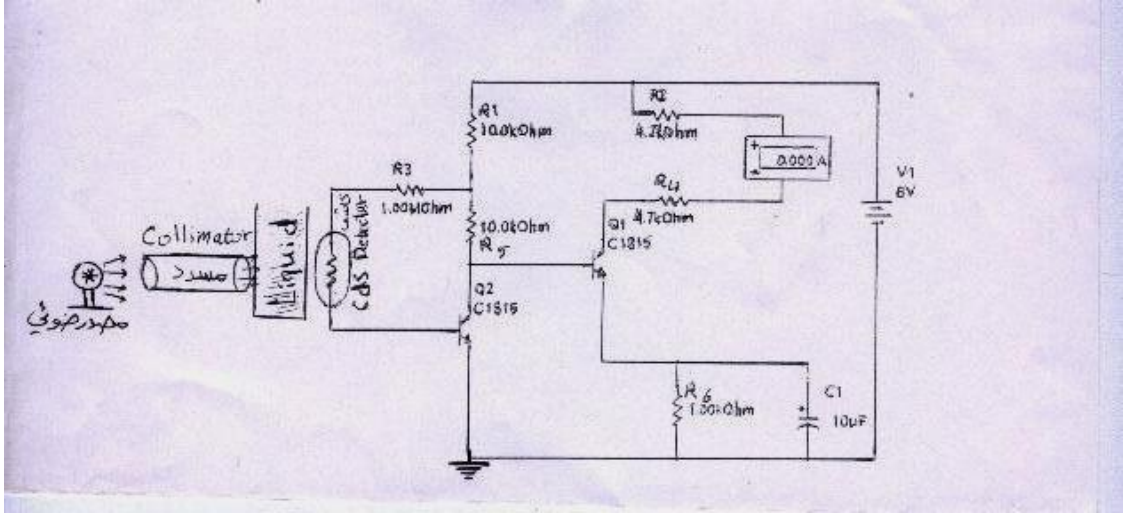 R1
10.0kOhm
R2
4.7kOhm
+
0.000 A
V1
6V
R3
1.00MOhm
R4
4.7kOhm
Q1
C1815
10.0kOhm
R5
Collimator
مسدد
Liquid
CdS Detector
Q2
C1815
مصدر ضوئي
R6
1.00kOhm
C1
10uF